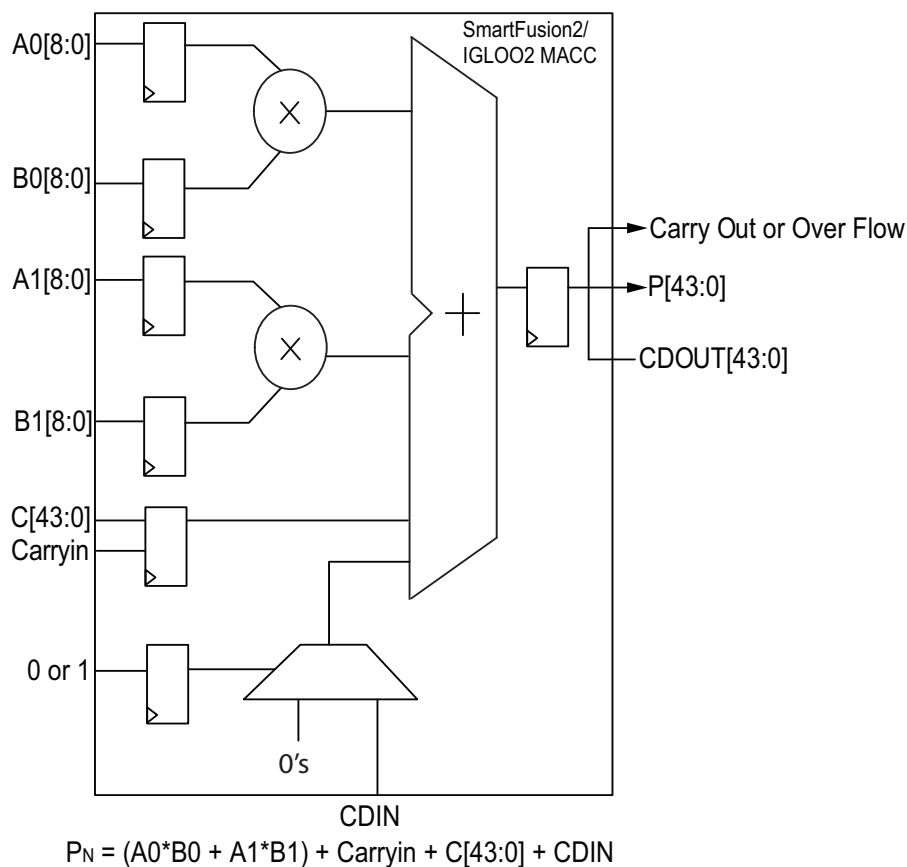 SmartFusion2/
IGLOO2 MACC
A0[8:0]
X
B0[8:0]
Carry Out or Over Flow
A1[8:0]
P[43:0]
+
X
CDOUT[43:0]
B1[8:0]
C[43:0]
Carryin
0 or 1
0's
CDIN
PN = (A0*B0 + A1*B1) + Carryin + C[43:0] + CDIN